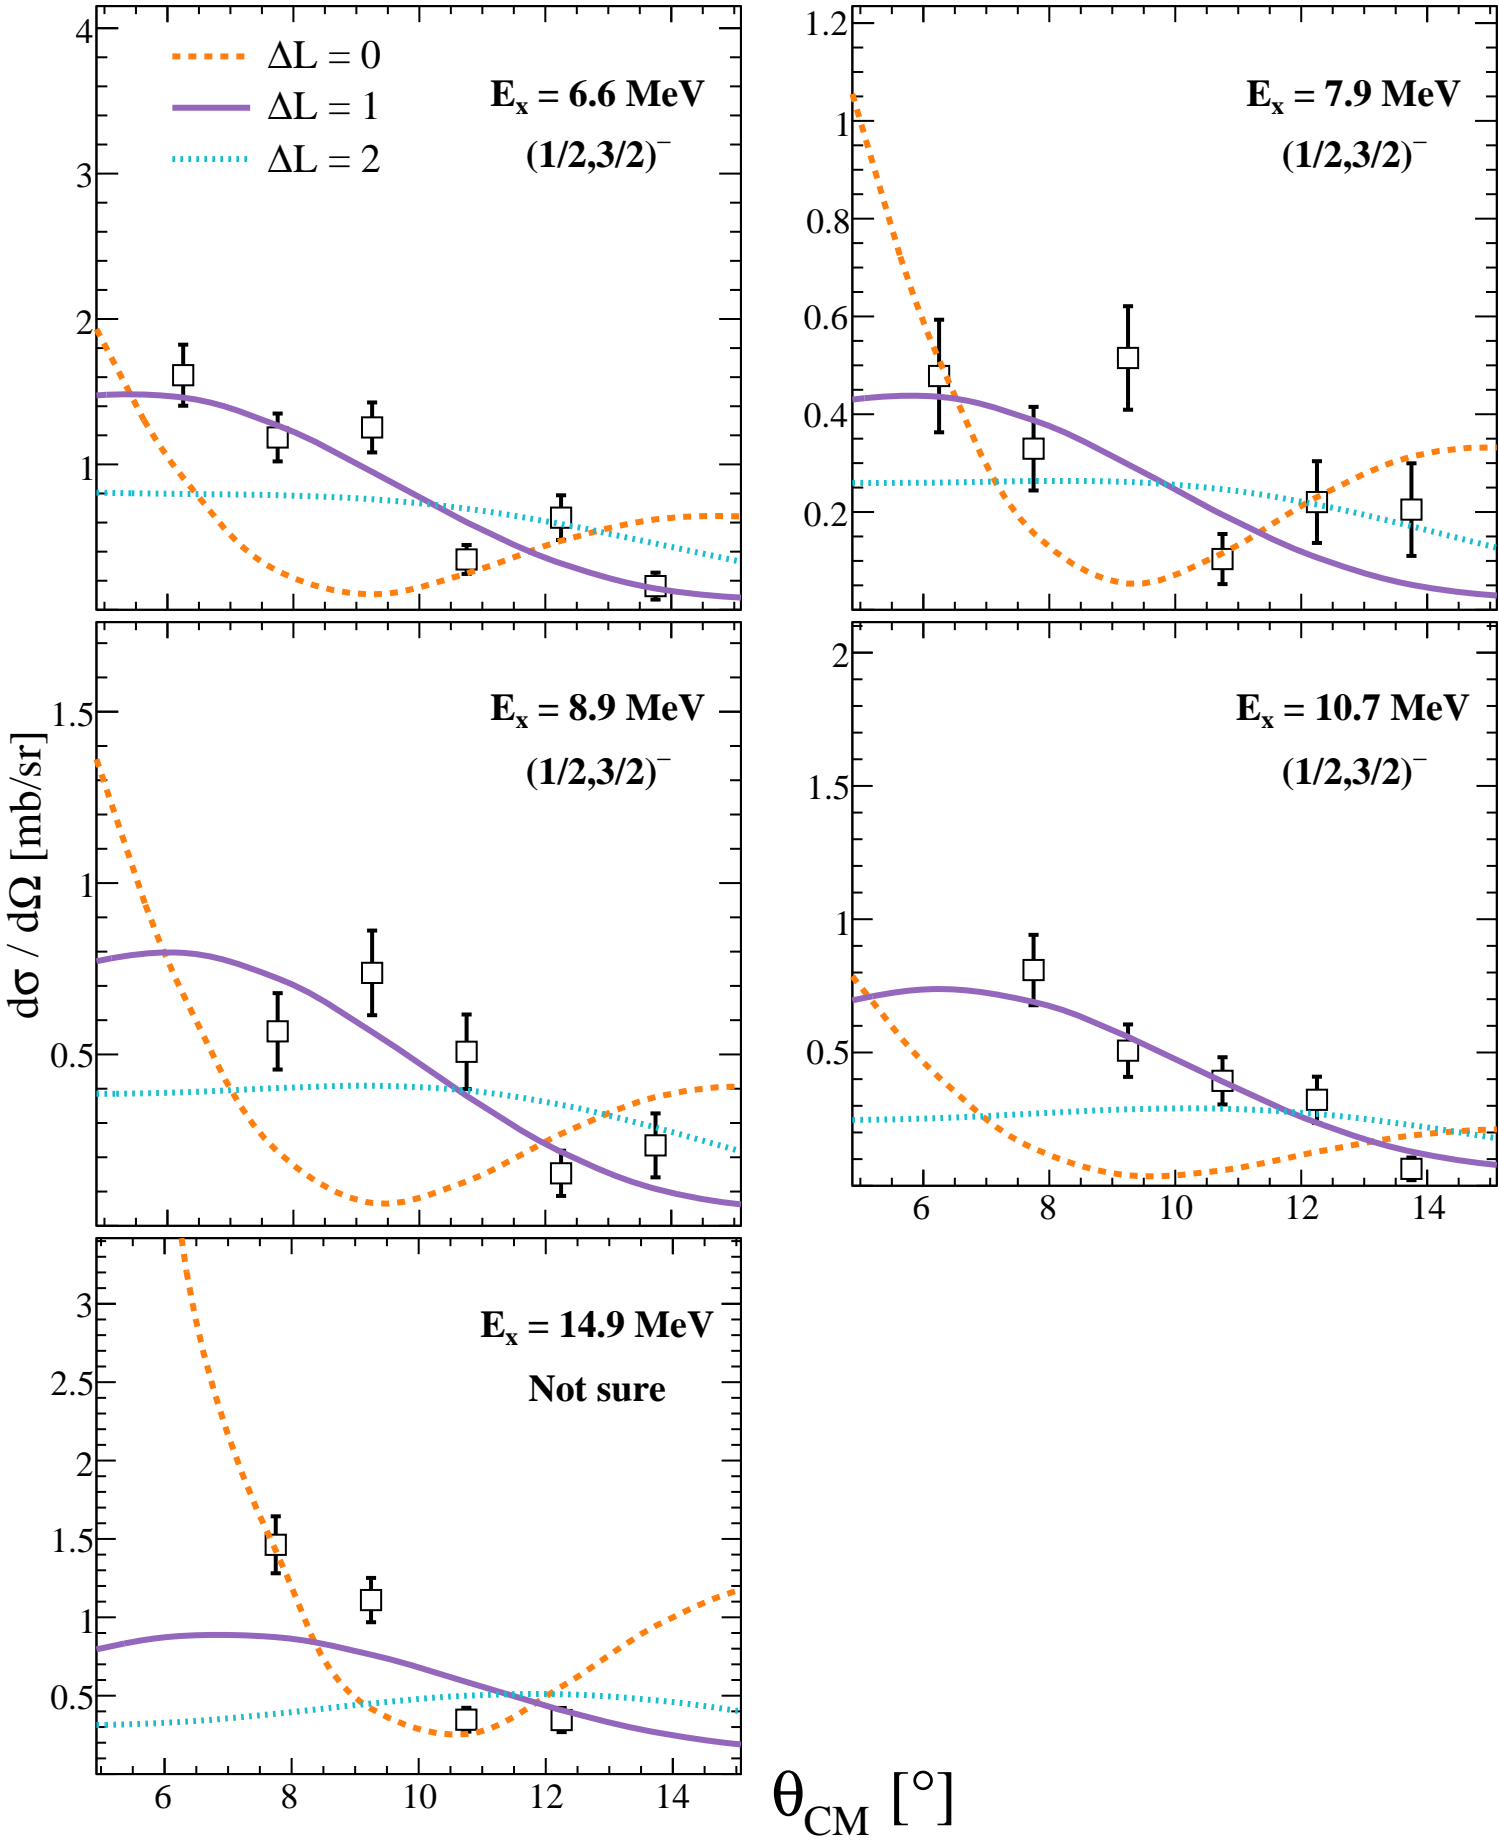 ΔL = 0
ΔL = 1
ΔL = 2
Eₓ = 6.6 MeV
(1/2,3/2)⁻
4
3
2
1
Eₓ = 7.9 MeV
(1/2,3/2)⁻
1.2
1
0.8
0.6
0.4
0.2
dσ / dΩ [mb/sr]
Eₓ = 8.9 MeV
(1/2,3/2)⁻
1.5
1
0.5
Eₓ = 10.7 MeV
(1/2,3/2)⁻
2
1.5
1
0.5
6 8 10 12 14
Eₓ = 14.9 MeV
Not sure
3
2.5
2
1.5
1
0.5
6 8 10 12 14
θCM [°]